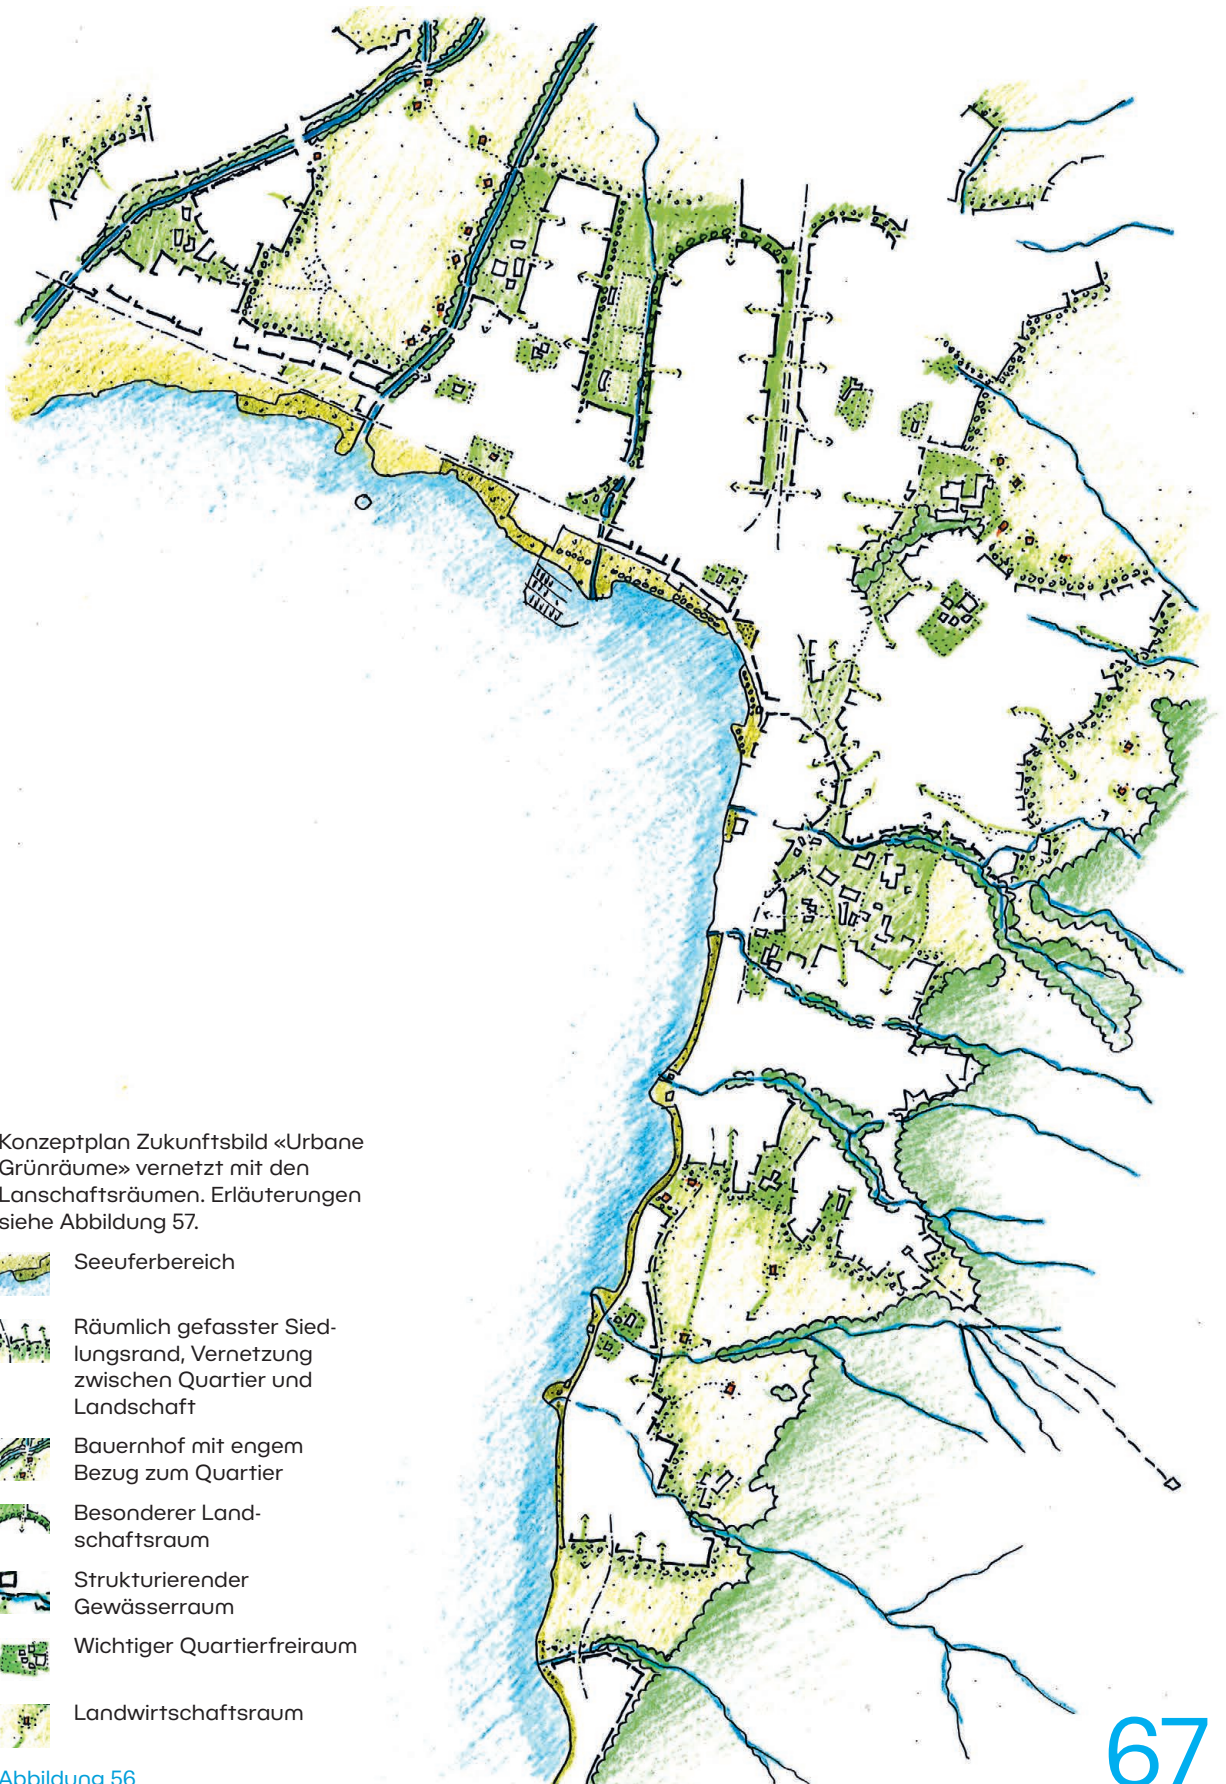 Konzeptplan Zukunftsbild «Urbane
Grünräume» vernetzt mit den
Lanschaftsräumen. Erläuterungen
siehe Abbildung 57.
Seeuferbereich
Räumlich gefasster Sied-
lungsrand, Vernetzung
zwischen Quartier und
Landschaft
Bauernhof mit engem
Bezug zum Quartier
Besonderer Land-
schaftsraum
Strukturierender
Gewässerraum
Wichtiger Quartierfreiraum
Landwirtschaftsraum
Abbildung 56
67